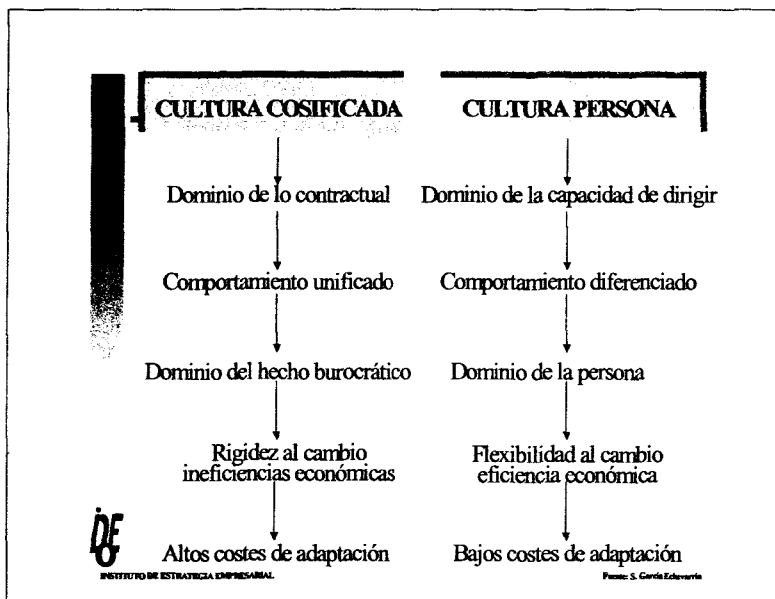 CULTURA COSIFICADA
Dominio de lo contractual
Comportamiento unificado
Dominio del hecho burocrático
Rigidez al cambio
ineficiencias económicas
Altos costes de adaptación
CULTURA PERSONA
Dominio de la capacidad de dirigir
Comportamiento diferenciado
Dominio de la persona
Flexibilidad al cambio
eficiencia económica
Bajos costes de adaptación
INSTITUTO DE ESTRATEGIA EMPRESARIAL
Fuente: S. García Echevarría